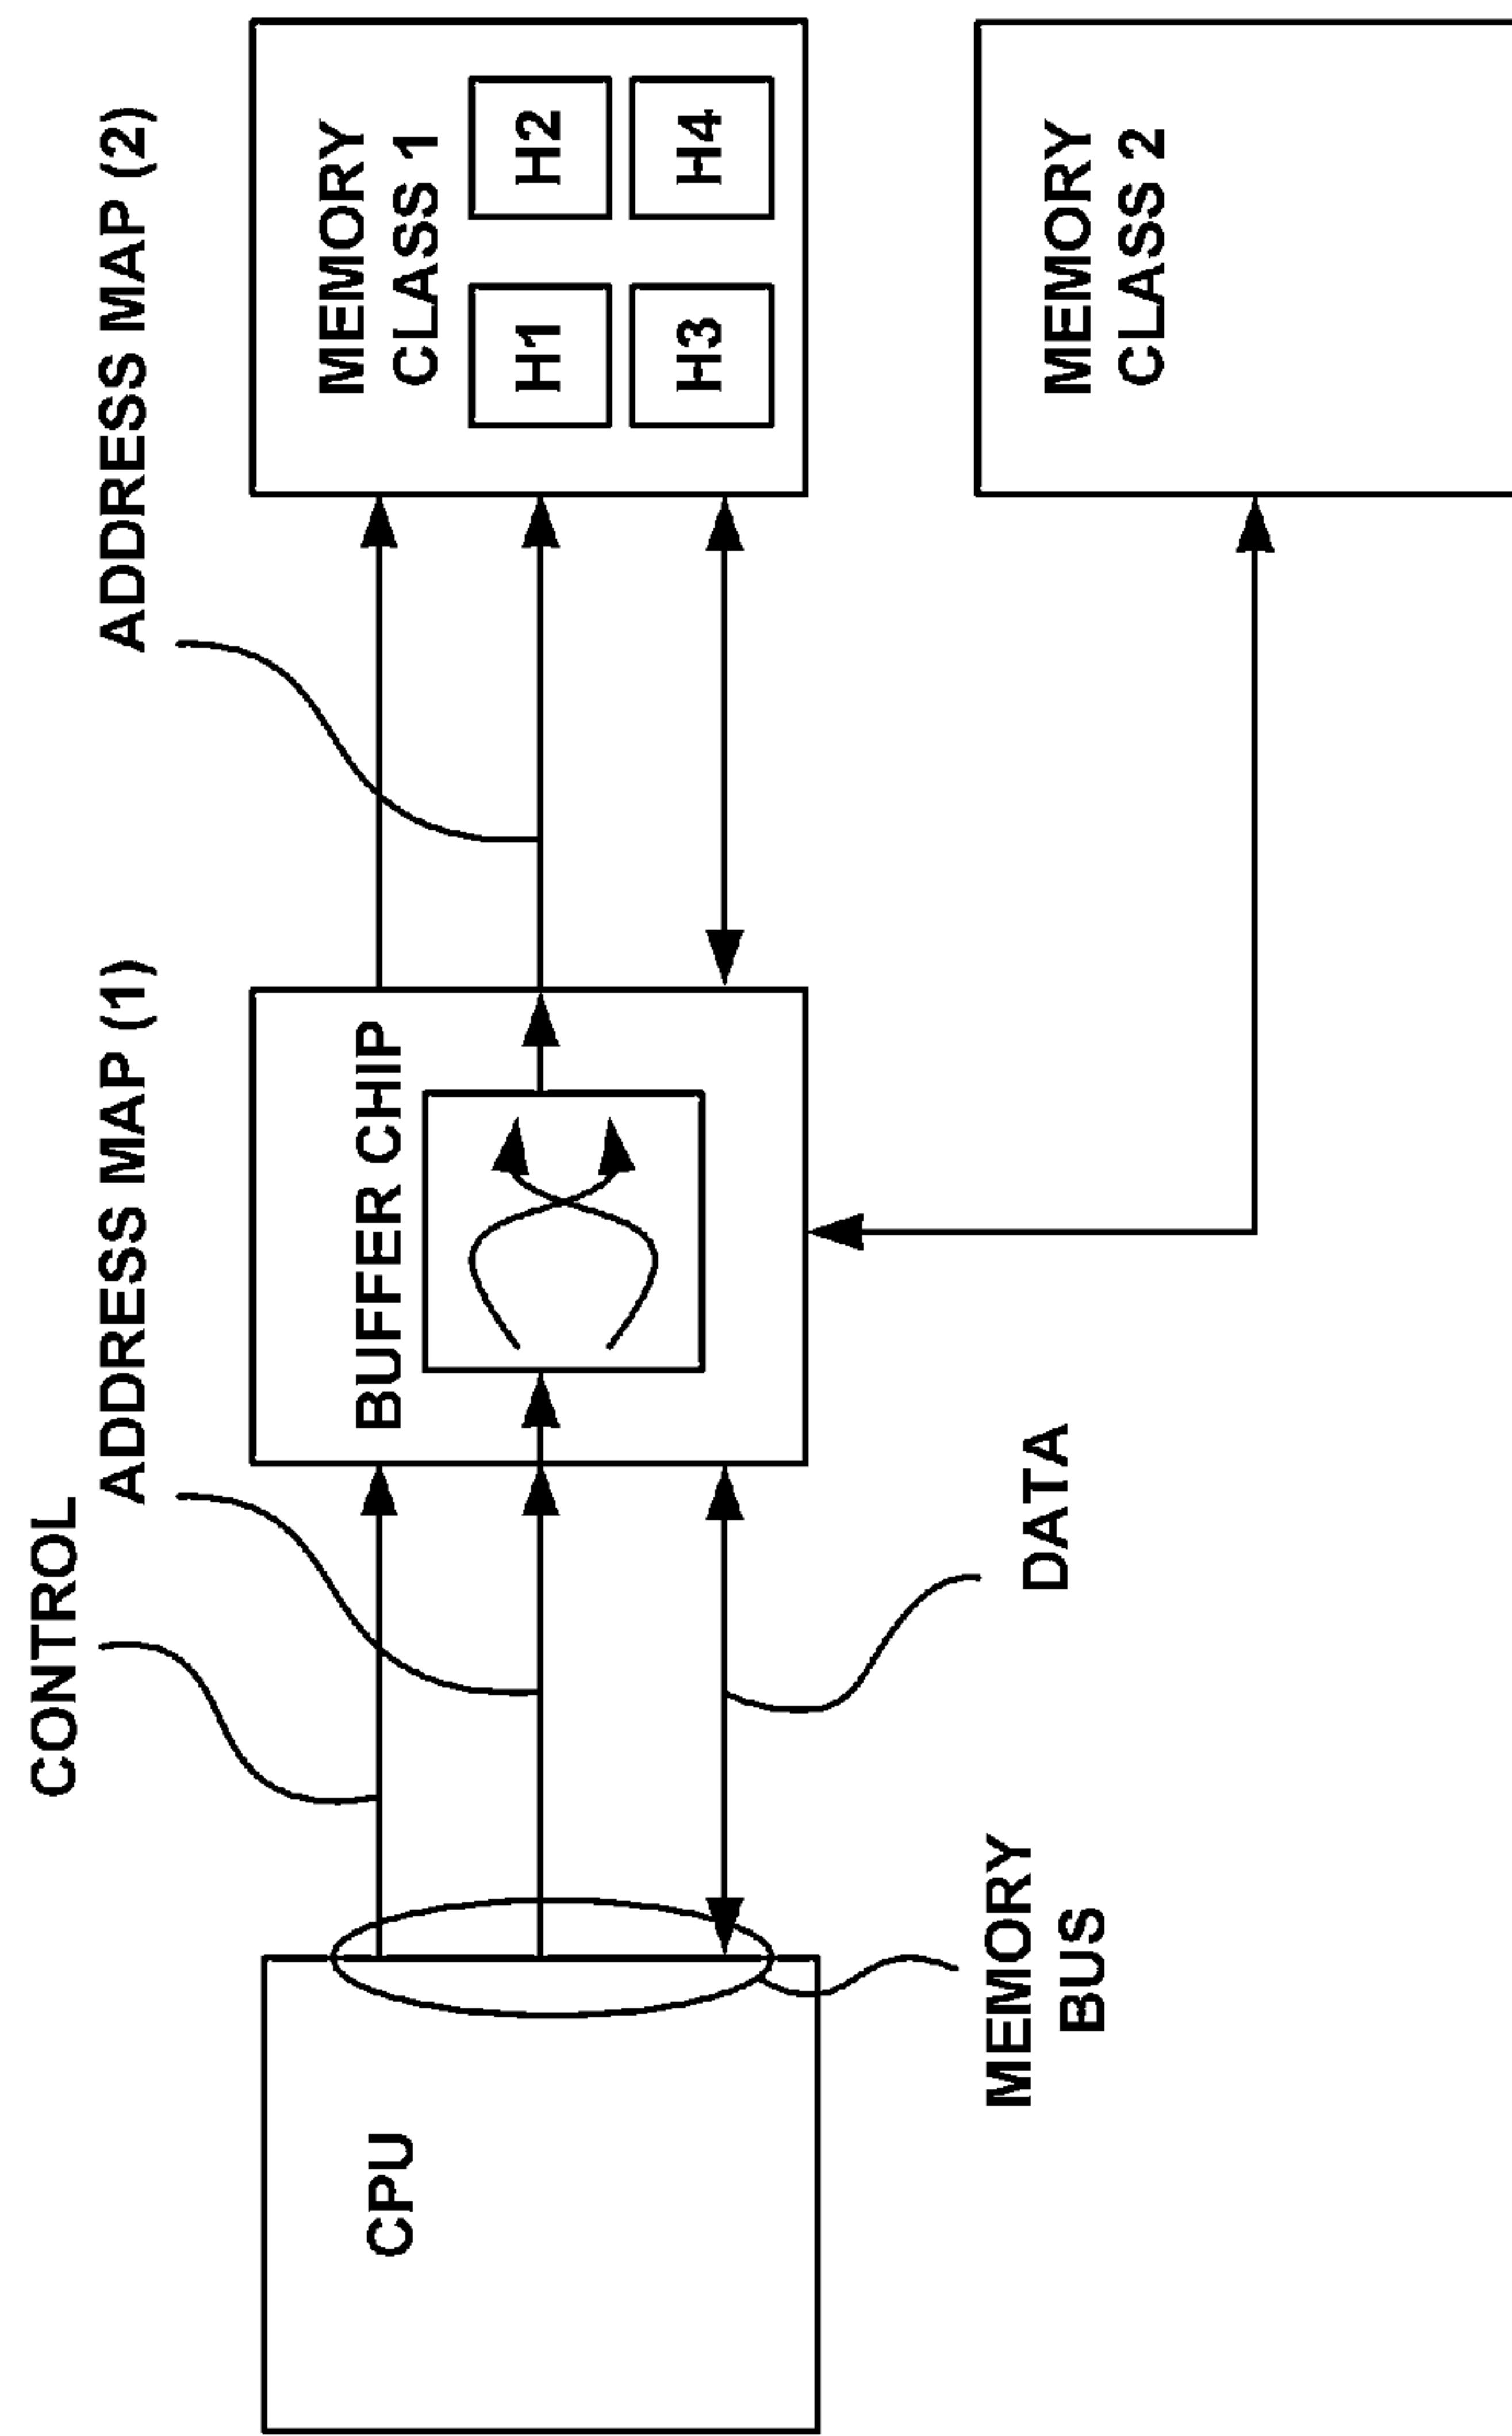 CONTROL
ADDRESS MAP (1)
ADDRESS MAP (2)
CPU
BUFFER CHIP
MEMORY
CLASS 1
H1
H2
H3
H4
MEMORY
BUS
DATA
MEMORY
CLASS 2